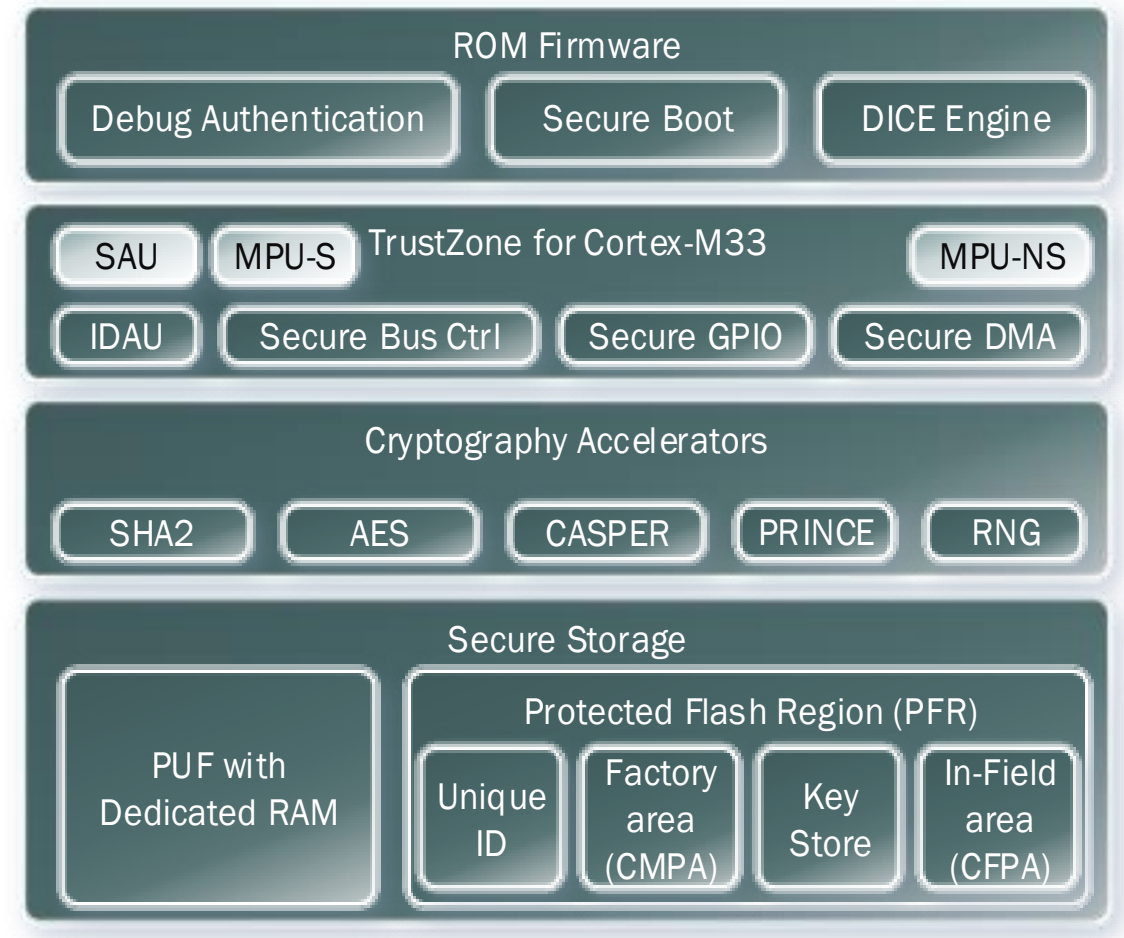 ROM Firmware
Debug Authentication
Secure Boot
DICE Engine
SAU
MPU-S
TrustZone for Cortex-M33
MPU-NS
IDAU
Secure Bus Ctrl
Secure GPIO
Secure DMA
Cryptography Accelerators
SHA2
AES
CASPER
PRINCE
RNG
Secure Storage
PUF with
Dedicated RAM
Protected Flash Region (PFR)
Unique
ID
Factory
area
(CMPA)
Key
Store
In-Field
area
(CFPA)